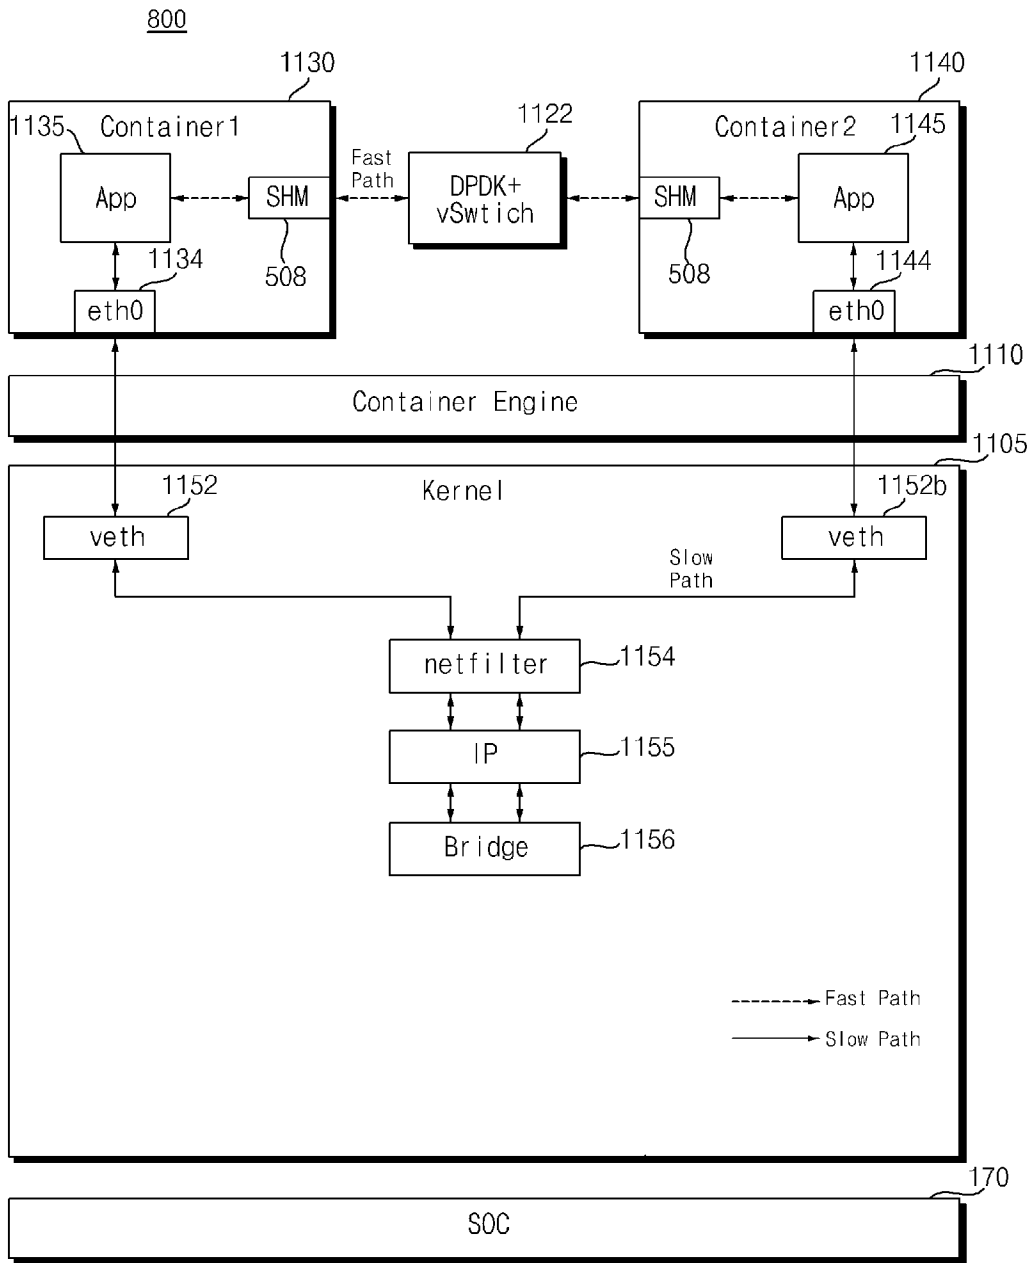 800
1130
1140
1135
Container1
1122
Container2
1145
App
SHM
Fast
Path
DPDK+
vSwtich
SHM
App
1134
508
508
1144
eth0
eth0
1110
Container Engine
1105
Kernel
1152
1152b
veth
veth
Slow
Path
netfilter
1154
IP
1155
Bridge
1156
Fast Path
Slow Path
170
SOC